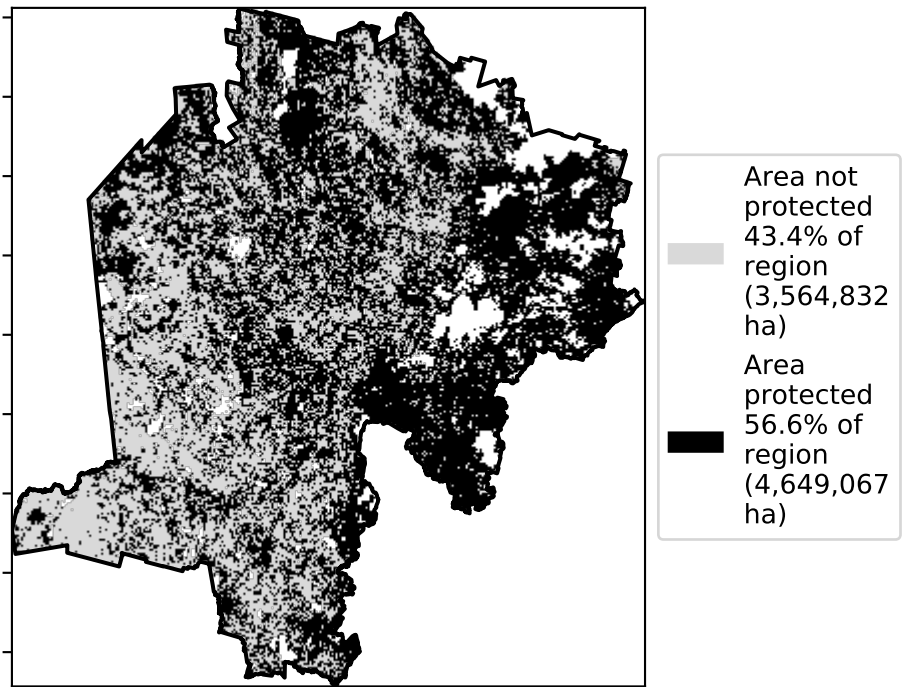 Area not
protected
43.4% of
region
(3,564,832
ha)
Area
protected
56.6% of
region
(4,649,067
ha)